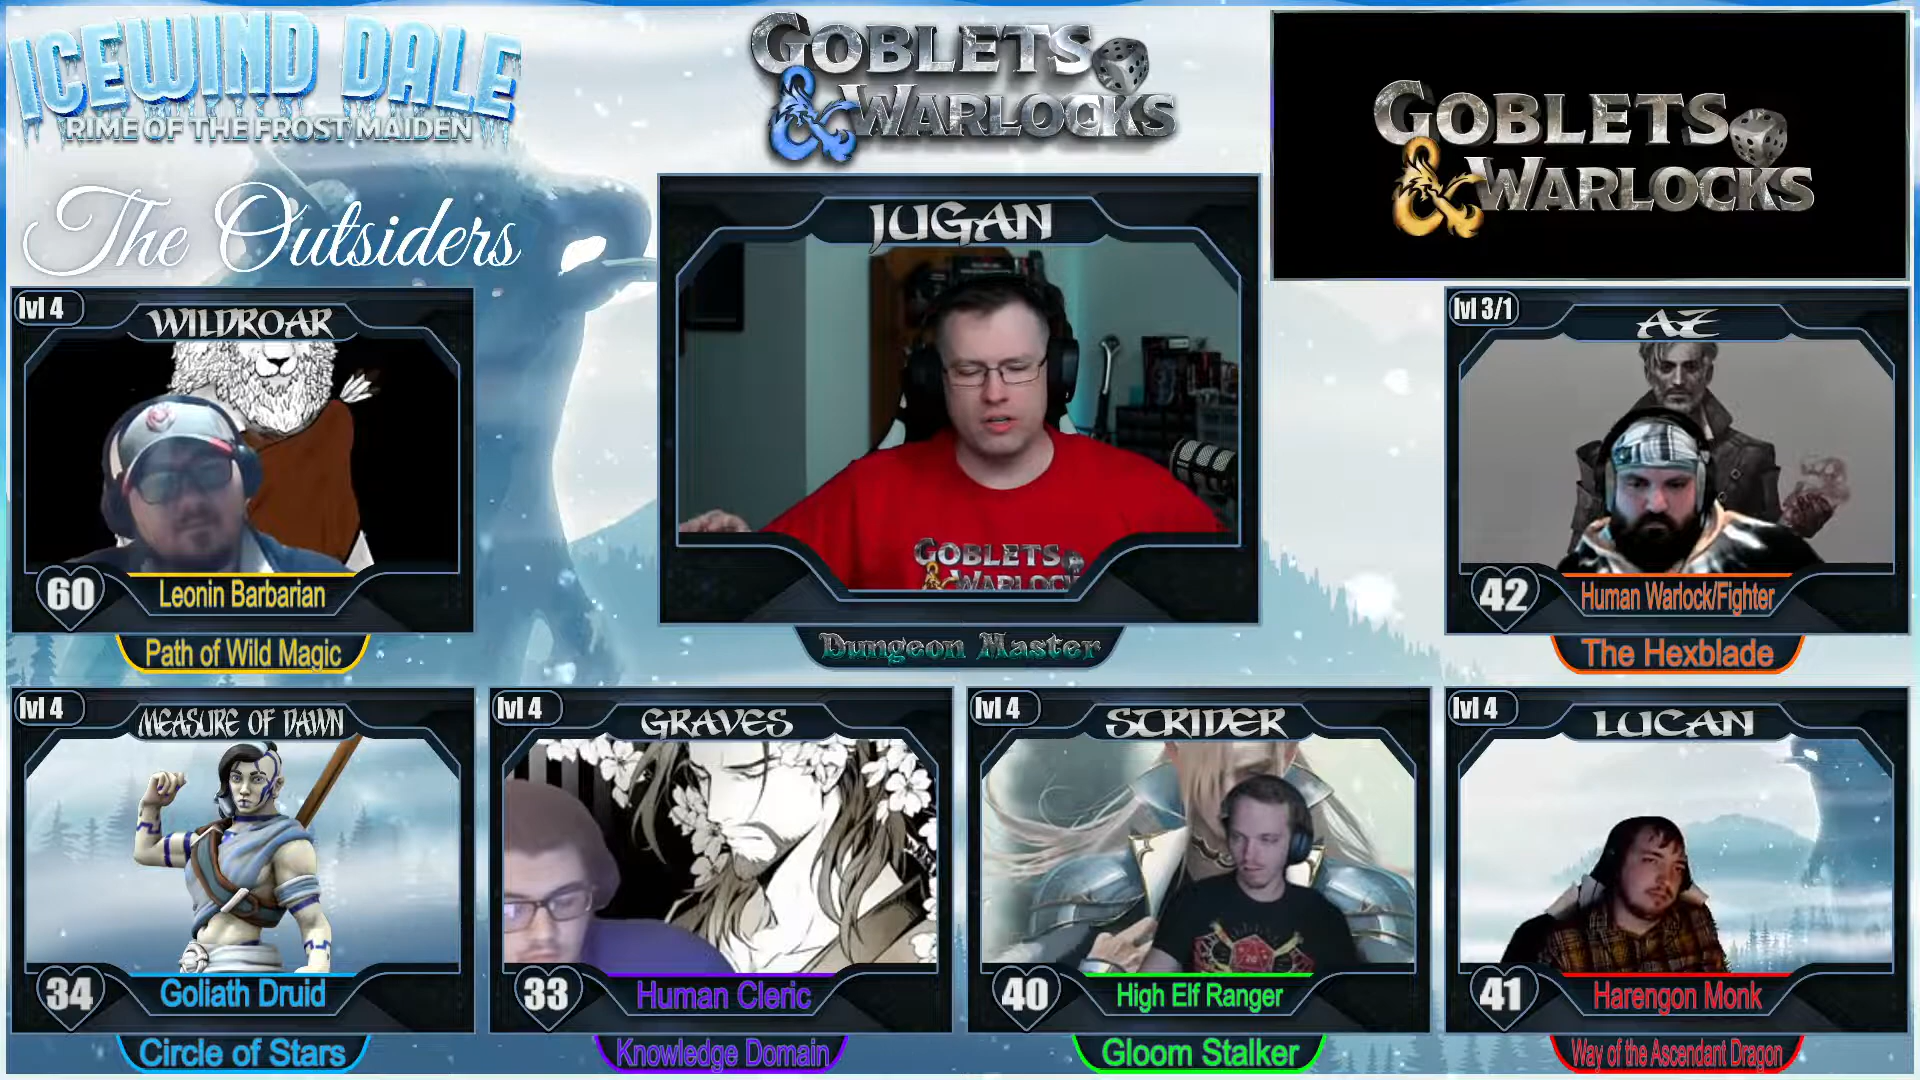 ICEWIND DALE
RIME OF THE FROSTMAIDEN
The Outsiders
GOBLETS
& WARLOCKS
GOBLETS
& WARLOCKS
JUGAN
GOBLETS
& WARLOCK
Dungeon Master
lvl 4
WILDROAR
60
Leonin Barbarian
Path of Wild Magic
lvl 3/1
AZ
42
Human Warlock/Fighter
The Hexblade
lvl 4
MEASURE OF DAWN
34
Goliath Druid
Circle of Stars
lvl 4
GRAVES
33
Human Cleric
Knowledge Domain
lvl 4
STRIDER
40
High Elf Ranger
Gloom Stalker
lvl 4
LUCAN
41
Harengon Monk
Way of the Ascendant Dragon